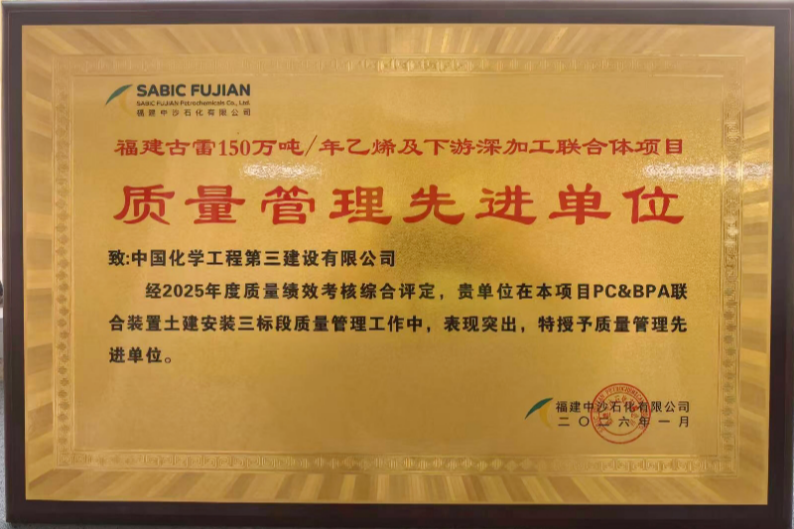 SABIC FUJIAN
SABIC FUJIAN Petrochemicals Co., Ltd.
福建中沙石化有限公司
福建古雷150万吨/年乙烯及下游深加工联合体项目
质量管理先进单位
致:中国化学工程第三建设有限公司
经2025年度质量绩效考核综合评定，贵单位在本项目PC&BPA联
合装置土建安装三标段质量管理工作中，表现突出，特授予质量管理先
进单位。
福建中沙石化有限公司
二〇二六年一月